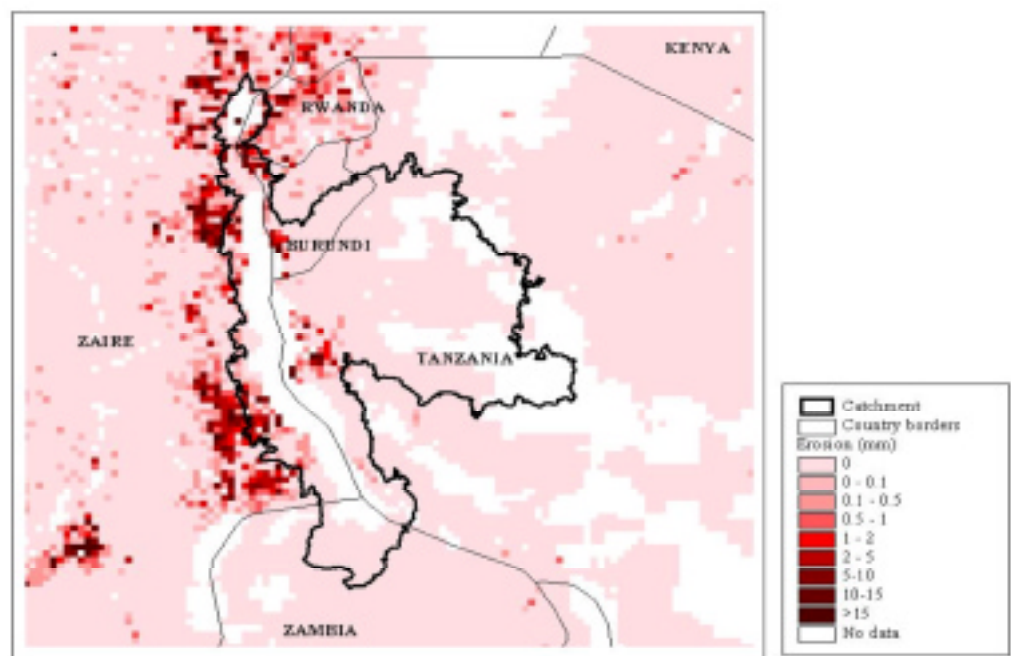 KENYA
RWANDA
BURUNDI
ZAIRE
TANZANIA
ZAMBIA
Catchment
Country borders
Erosion (mm)
0
0 - 0.1
0.1 - 0.5
0.5 - 1
1 - 2
2 - 5
5-10
10-15
>15
No data